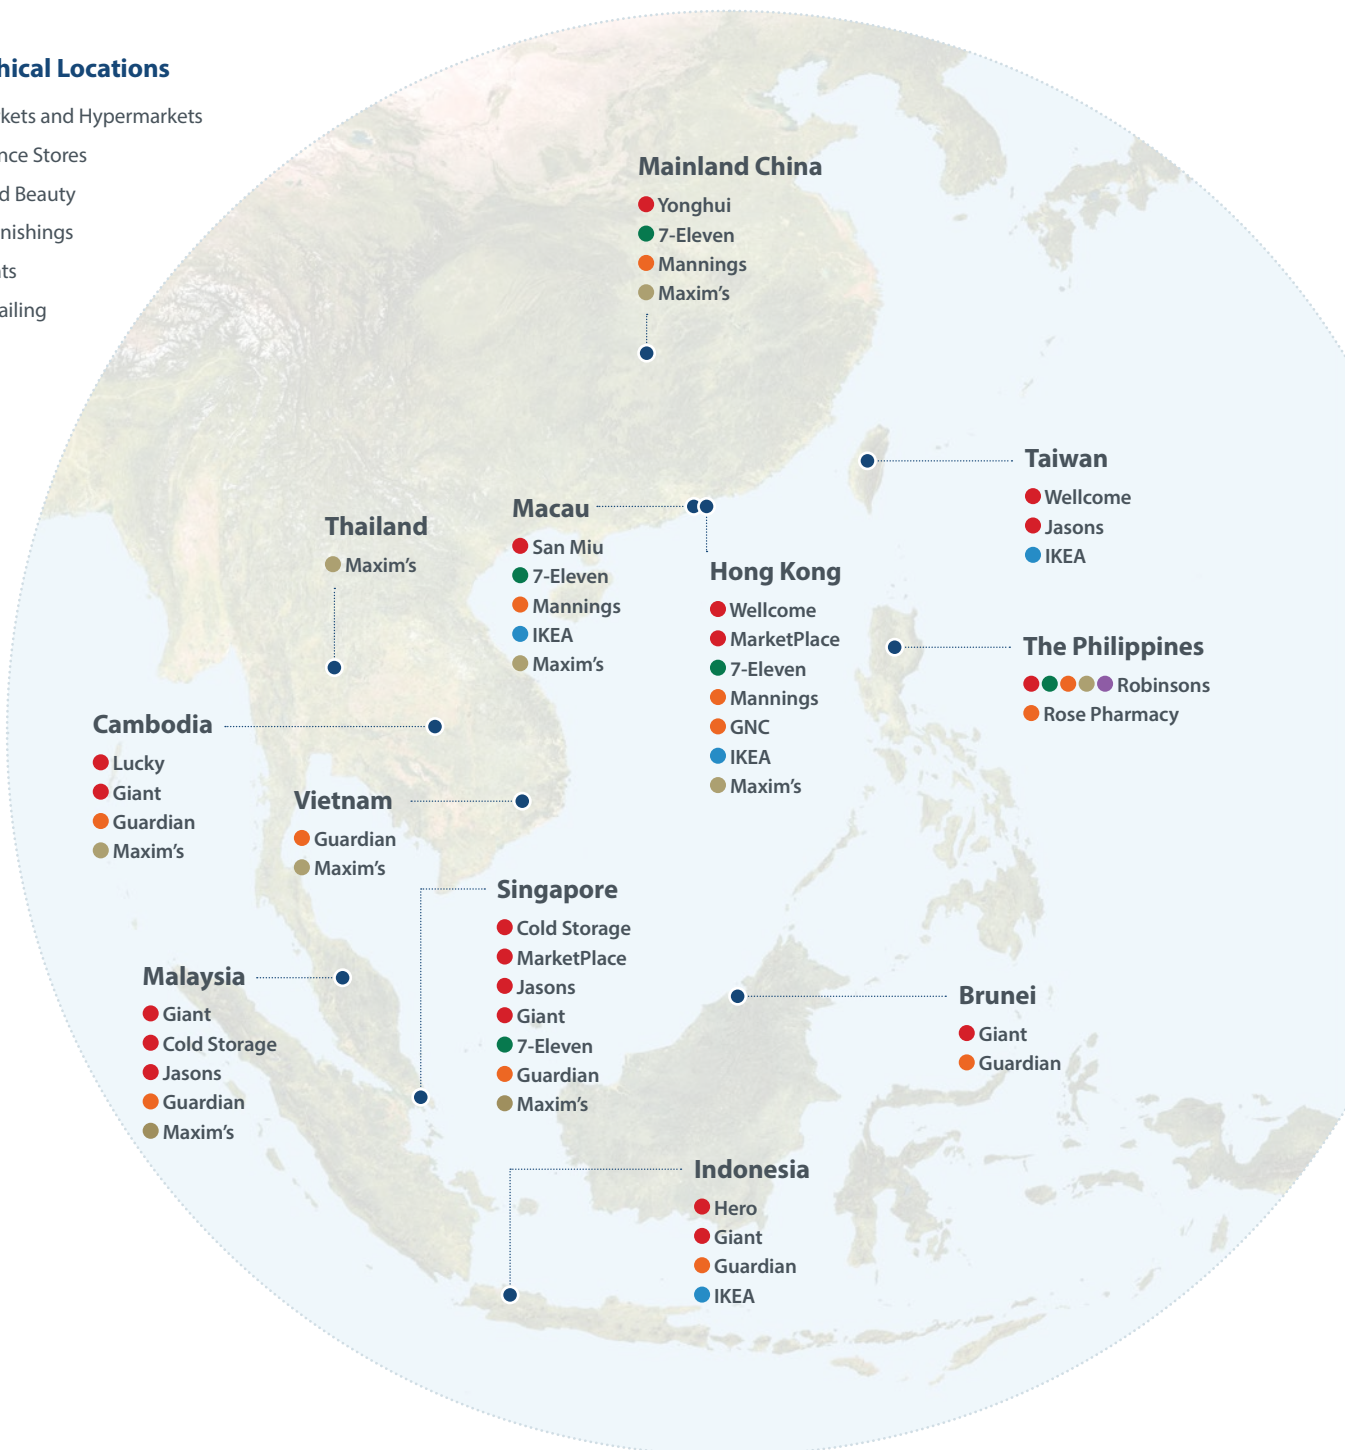 hical Locations
kets and Hypermarkets
nce Stores
d Beauty
nishings
ts
ailing
Mainland China
Yonghui
7-Eleven
Mannings
Maxim's
Taiwan
Wellcome
Jasons
IKEA
Macau
San Miu
7-Eleven
Mannings
IKEA
Maxim's
Thailand
Maxim's
Hong Kong
Wellcome
MarketPlace
7-Eleven
Mannings
GNC
IKEA
Maxim's
The Philippines
Robinsons
Rose Pharmacy
Cambodia
Lucky
Giant
Guardian
Maxim's
Vietnam
Guardian
Maxim's
Singapore
Cold Storage
MarketPlace
Jasons
Giant
7-Eleven
Guardian
Maxim's
Malaysia
Giant
Cold Storage
Jasons
Guardian
Maxim's
Brunei
Giant
Guardian
Indonesia
Hero
Giant
Guardian
IKEA